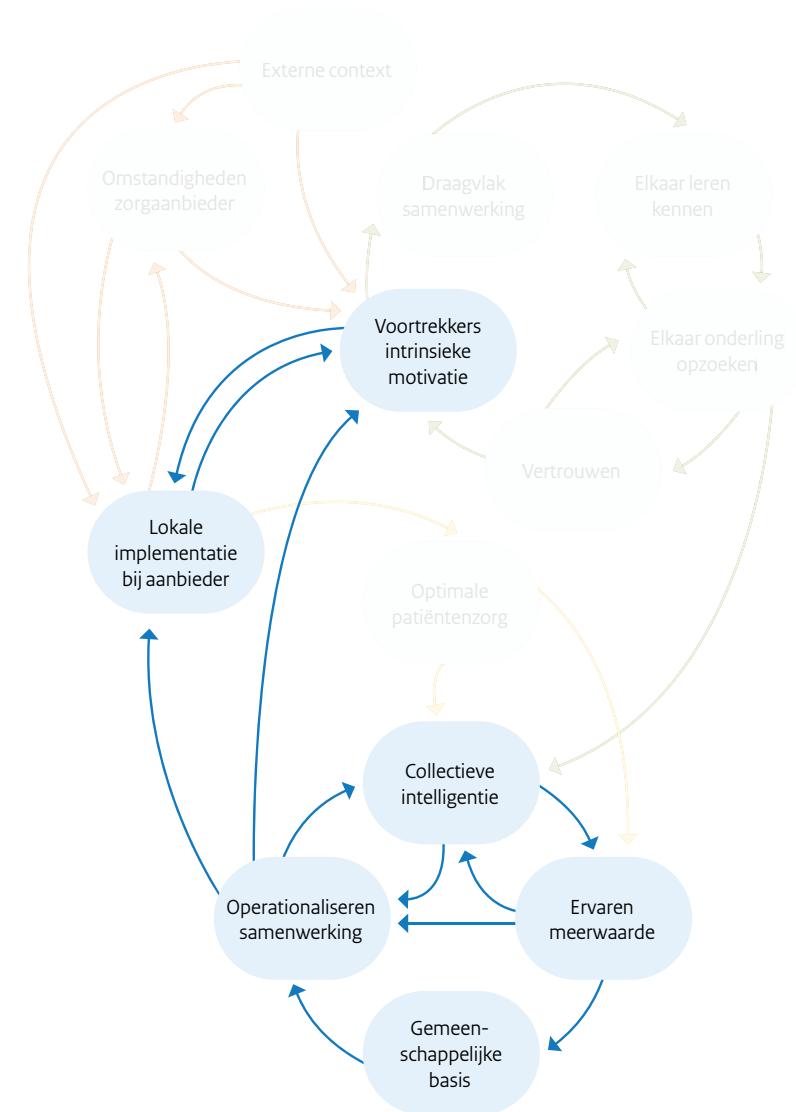 Externe context
Omstandigheden
zorgaanbieder
Draagvlak
samenwerking
Elkaar leren
kennen
Voortrekkers
intrinsieke
motivatie
Elkaar onderling
opzoeken
Vertrouwen
Lokale
implementatie
bij aanbieder
Optimale
patiëntenzorg
Collectieve
intelligentie
Operationaliseren
samenwerking
Ervaren
meerwaarde
Gemeen-
schappelijke
basis